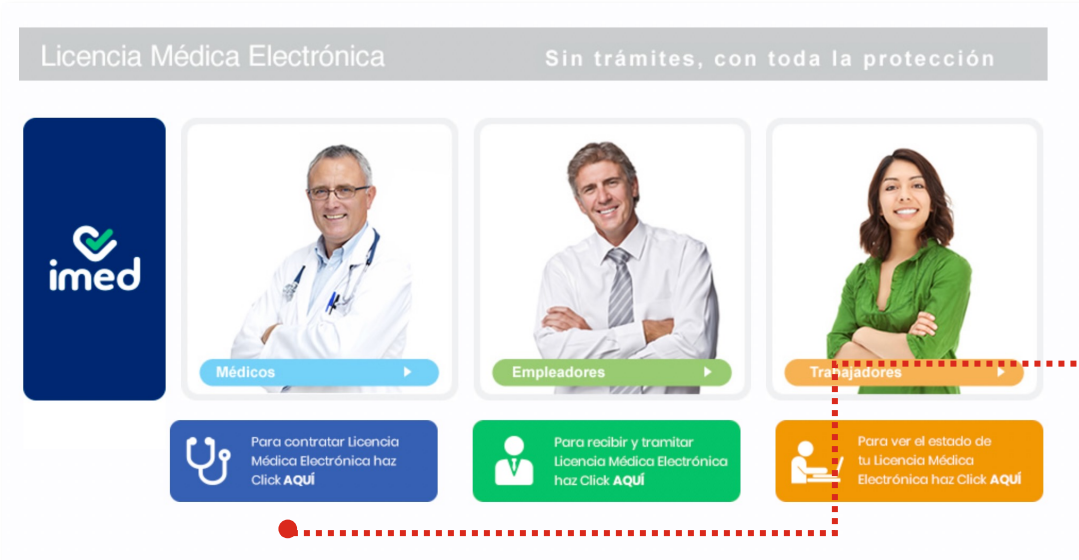 Licencia Médica Electrónica
Sin trámites, con toda la protección
imed
Médicos
Empleadores
Trabajadores
Para contratar Licencia
Médica Electrónica haz
Click AQUÍ
Para recibir y tramitar
Licencia Médica Electrónica
haz Click AQUÍ
Para ver el estado de
tu Licencia Médica
Electrónica haz Click AQUÍ